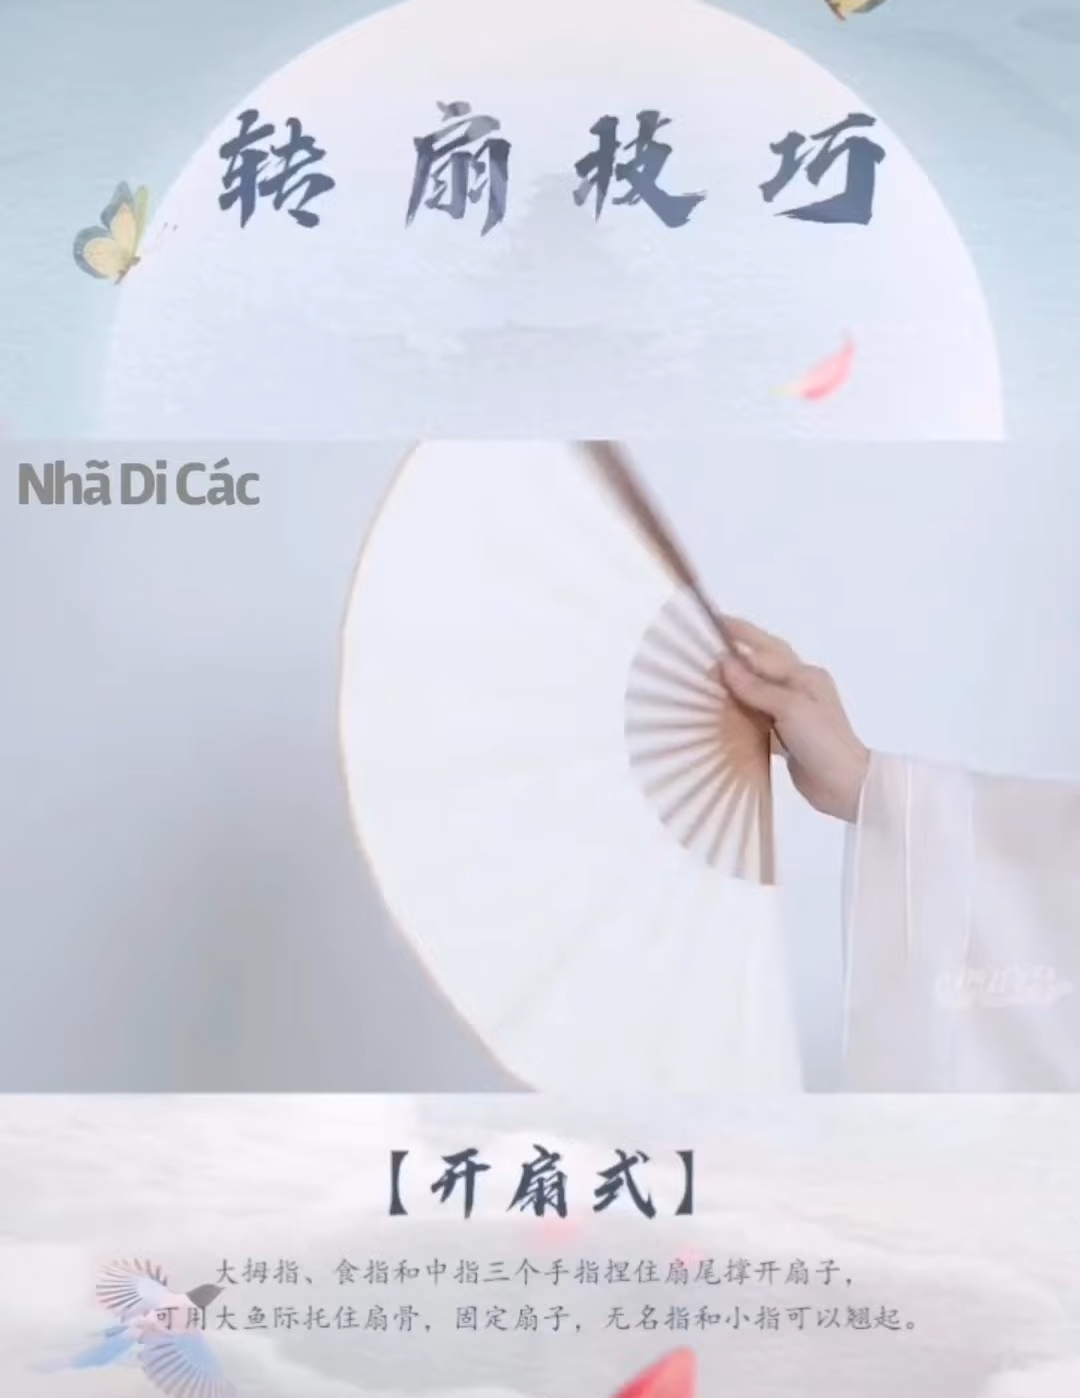 转扇技巧
Nhã Di Các
【开扇式】
大拇指、食指和中指三个手指捏住扇尾撑开扇子，
可用大鱼际托住扇骨，固定扇子，无名指和小指可以翘起。